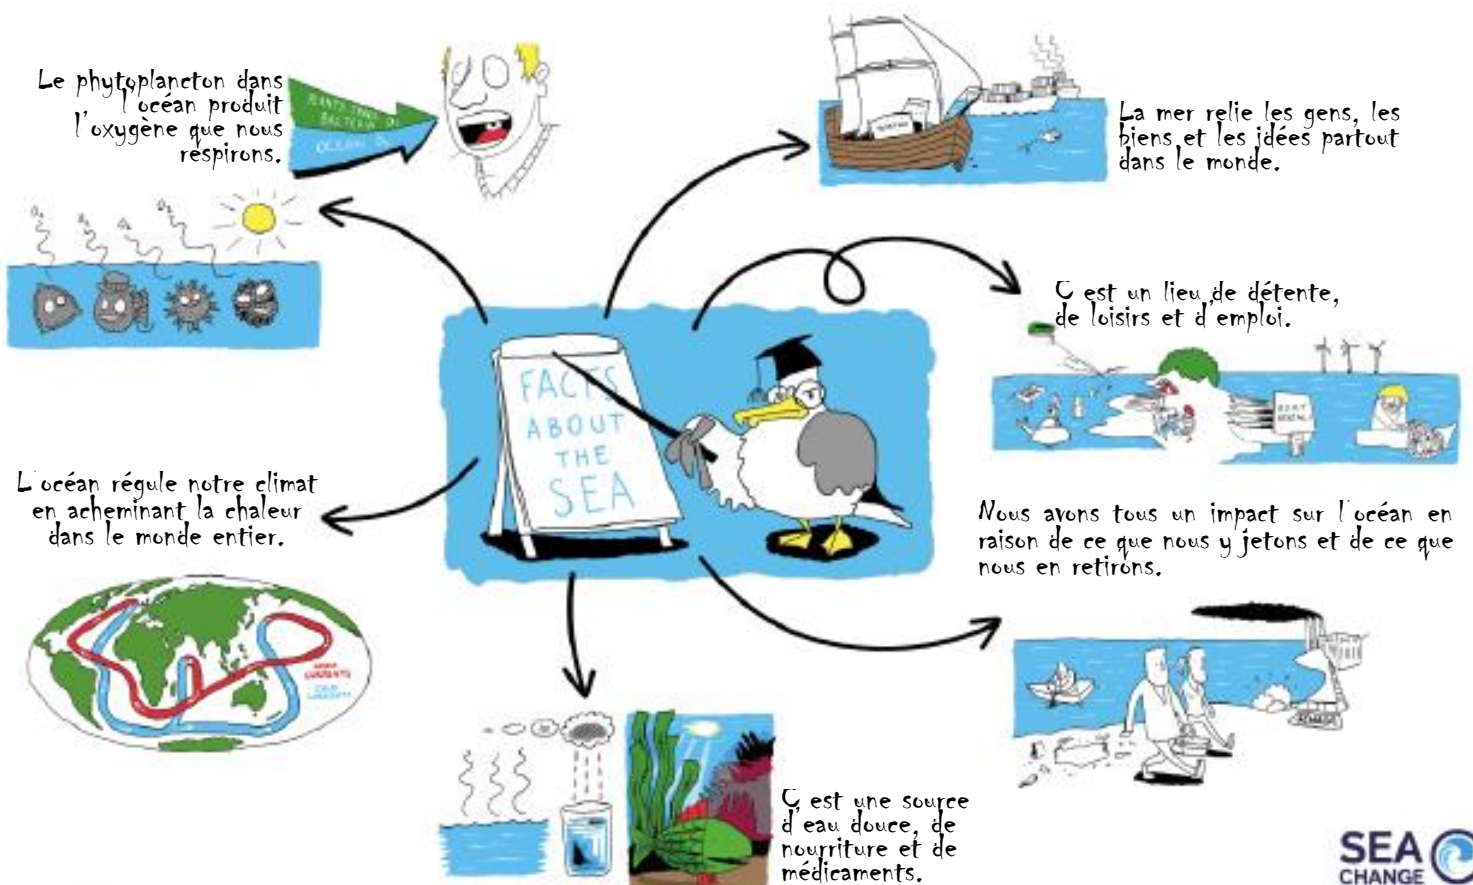 Le phytoplancton dans
l océan produit
l'oxygène que nous
respirons.
La mer relie les gens, les
biens et les idées partout
dans le monde.
C est un lieu de détente,
de loisirs et d emploi.
FACTS
ABOUT
THE
SEA
L océan régule notre climat
en acheminant la chaleur
dans le monde entier.
Nous avons tous un impact sur l océan en
raison de ce que nous y jetons et de ce que
nous en retirons.
C est une source
d eau douce, de
nourriture et de
médicaments.
SEA
CHANGE